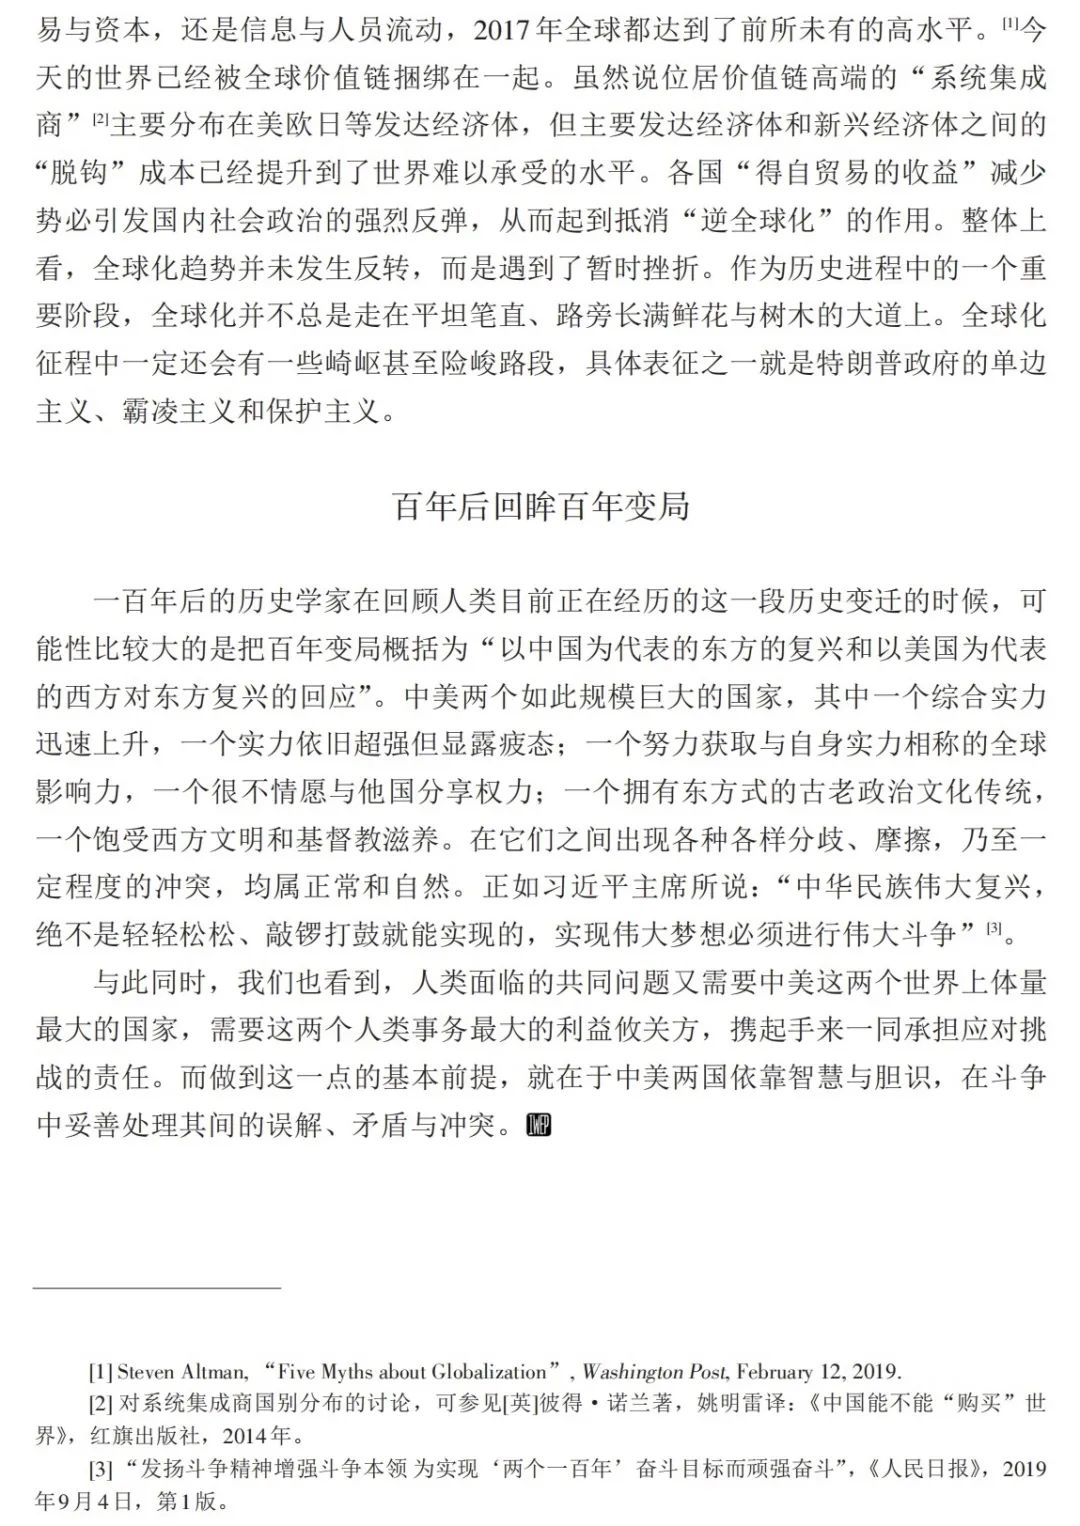 易与资本，还是信息与人员流动，2017年全球都达到了前所未有的高水平。[1]今
天的世界已经被全球价值链捆绑在一起。虽然说位居价值链高端的“系统集成
商”[2]主要分布在美欧日等发达经济体，但主要发达经济体和新兴经济体之间的
“脱钩”成本已经提升到了世界难以承受的水平。各国“得自贸易的收益”减少
势必引发国内社会政治的强烈反弹，从而起到抵消“逆全球化”的作用。整体上
看，全球化趋势并未发生反转，而是遇到了暂时挫折。作为历史进程中的一个重
要阶段，全球化并不总是走在平坦笔直、路旁长满鲜花与树木的大道上。全球化
征程中一定还会有一些崎岖甚至险峻路段，具体表征之一就是特朗普政府的单边
主义、霸凌主义和保护主义。
百年后回眸百年变局
一百年后的历史学家在回顾人类目前正在经历的这一段历史变迁的时候，可
能性比较大的是把百年变局概括为“以中国为代表的东方的复兴和以美国为代表
的西方对东方复兴的回应”。中美两个如此规模巨大的国家，其中一个综合实力
迅速上升，一个实力依旧超强但显露疲态；一个努力获取与自身实力相称的全球
影响力，一个很不情愿与他国分享权力；一个拥有东方式的古老政治文化传统，
一个饱受西方文明和基督教滋养。在它们之间出现各种各样分歧、摩擦，乃至一
定程度的冲突，均属正常和自然。正如习近平主席所说：“中华民族伟大复兴，
绝不是轻轻松松、敲锣打鼓就能实现的，实现伟大梦想必须进行伟大斗争”[3]。
与此同时，我们也看到，人类面临的共同问题又需要中美这两个世界上体量
最大的国家，需要这两个人类事务最大的利益攸关方，携起手来一同承担应对挑
战的责任。而做到这一点的基本前提，就在于中美两国依靠智慧与胆识，在斗争
中妥善处理其间的误解、矛盾与冲突。IWEP
[1] Steven Altman, “Five Myths about Globalization”, Washington Post, February 12, 2019.
[2] 对系统集成商国别分布的讨论，可参见[英]彼得·诺兰著，姚明雷译：《中国能不能“购买”世
界》，红旗出版社，2014年。
[3] “发扬斗争精神增强斗争本领 为实现‘两个一百年’奋斗目标而顽强奋斗”，《人民日报》，2019
年9月4日，第1版。